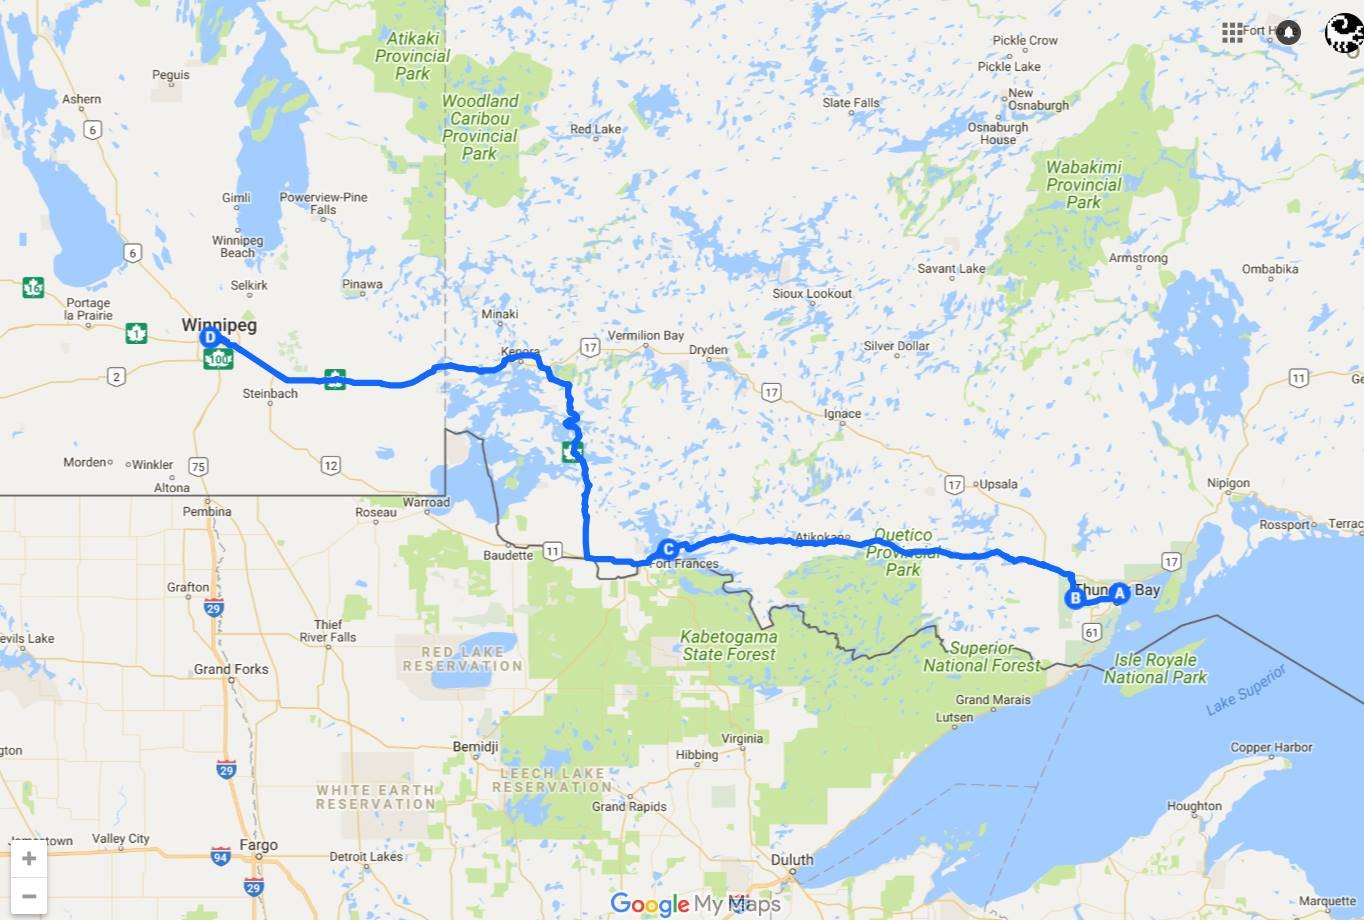 Atikaki
Provincial
Park
Pickle Crow
Pickle Lake
Peguis
Ashern
6
Woodland
Caribou
Provincial
Park
Red Lake
Slate Falls
New
Osnaburgh
Osnaburgh
House
Wabakimi
Provincial
Park
Gimli
Powerview-Pine
Falls
Winnipeg
Beach
6
Selkirk
Pinawa
Savant Lake
Armstrong
Ombabika
16
Portage
la Prairie
1
Winnipeg
D
100
2
Steinbach
Minaki
Kenora
17
Vermilion Bay
Dryden
Sioux Lookout
Silver Dollar
17
Ignace
11
Morden
Winkler
Altona
75
12
Pembina
Roseau
Warroad
Baudette
11
C
Fort Frances
Atikokan
Quetico
Provincial
Park
17
Upsala
Nipigon
Rossport
17
Thunder Bay
A
B
61
Grafton
29
Thief
River Falls
Grand Forks
RED LAKE
RESERVATION
Kabetogama
State Forest
Superior
National Forest
Isle Royale
National Park
Lake Superior
Grand Marais
Lutsen
Copper Harbor
Houghton
Marquette
Bemidji
Virginia
Hibbing
LEECH LAKE
RESERVATION
Grand Rapids
WHITE EARTH
RESERVATION
29
Valley City
94
Fargo
29
Detroit Lakes
Duluth
+
−
Google My Maps